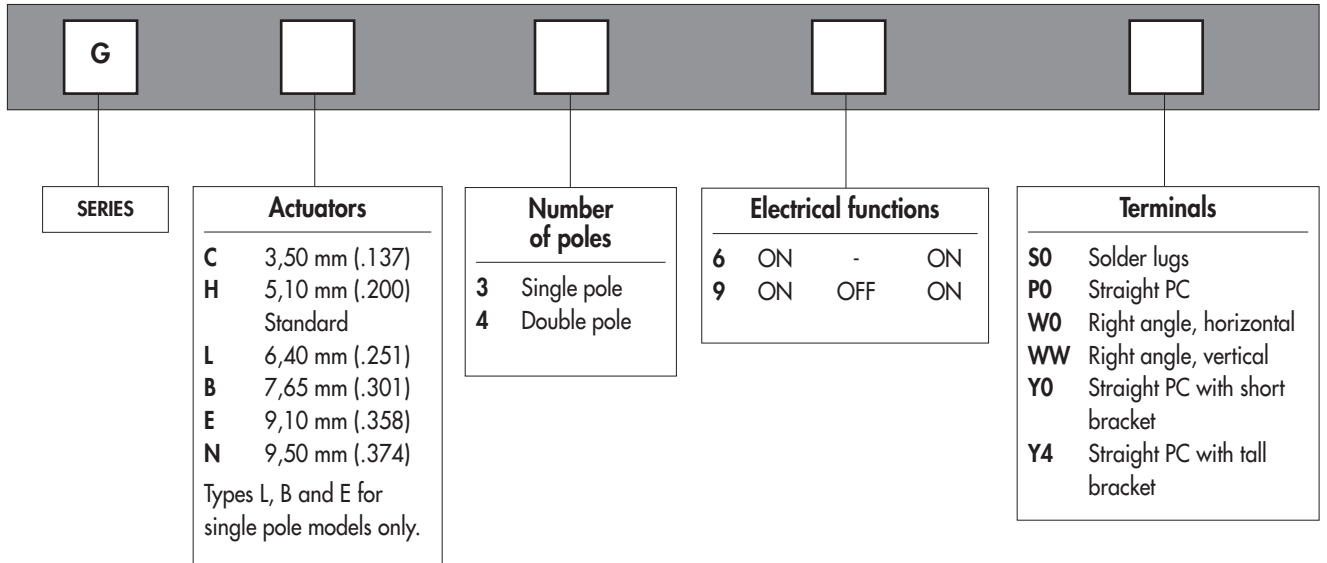 G
SERIES
Actuators
C 3,50 mm (.137)
H 5,10 mm (.200)
Standard
L 6,40 mm (.251)
B 7,65 mm (.301)
E 9,10 mm (.358)
N 9,50 mm (.374)
Types L, B and E for
single pole models only.
Number
of poles
3 Single pole
4 Double pole
Electrical functions
6 ON - ON
9 ON OFF ON
Terminals
S0 Solder lugs
P0 Straight PC
W0 Right angle, horizontal
WW Right angle, vertical
Y0 Straight PC with short
bracket
Y4 Straight PC with tall
bracket